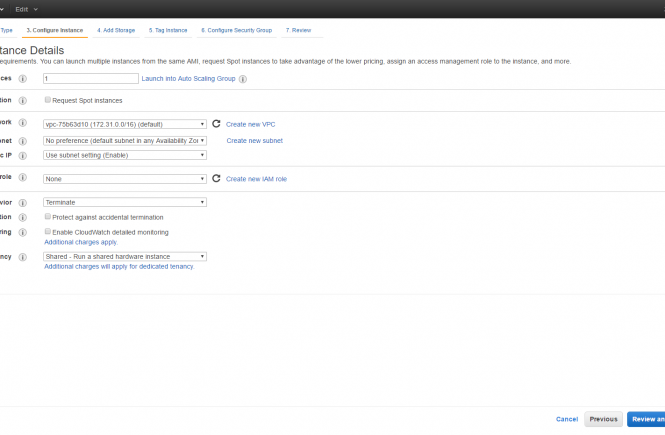 Edit
Type 3. Configure Instance 4. Add Storage 5. Tag Instance 6. Configure Security Group 7. Review
tance Details
equirements. You can launch multiple instances from the same AMI, request Spot instances to take advantage of the lower pricing, assign an access management role to the instance, and more.
ces 1 Launch into Auto Scaling Group
tion Request Spot instances
work vpc-75b63d10 (172.31.0.0/16) (default) Create new VPC
bnet No preference (default subnet in any Availability Zon Create new subnet
c IP Use subnet setting (Enable)
role None Create new IAM role
vior Terminate
tion Protect against accidental termination
ring Enable CloudWatch detailed monitoring
Additional charges apply.
ncy Shared - Run a shared hardware instance
Additional charges will apply for dedicated tenancy.
Cancel Previous Review an